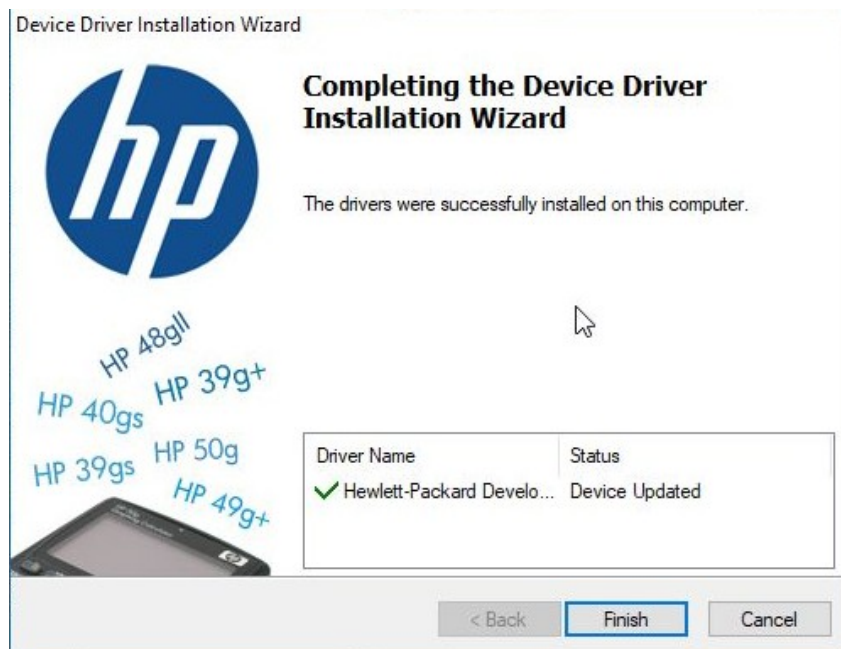 Device Driver Installation Wizard
hp
Completing the Device Driver
Installation Wizard
The drivers were successfully installed on this computer.
HP 48gII
HP 39g+
HP 40gs
HP 50g
HP 39gs
HP 49g+
Driver Name Status
Hewlett-Packard Develo... Device Updated
< Back Finish Cancel